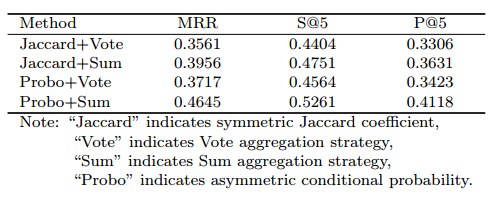 Method MRR S@5 P@5
Jaccard+Vote 0.3561 0.4404 0.3306
Jaccard+Sum 0.3956 0.4751 0.3631
Probo+Vote 0.3717 0.4564 0.3423
Probo+Sum 0.4645 0.5261 0.4118
Note: “Jaccard” indicates symmetric Jaccard coefficient,
“Vote” indicates Vote aggregation strategy,
“Sum” indicates Sum aggregation strategy,
“Probo” indicates asymmetric conditional probability.